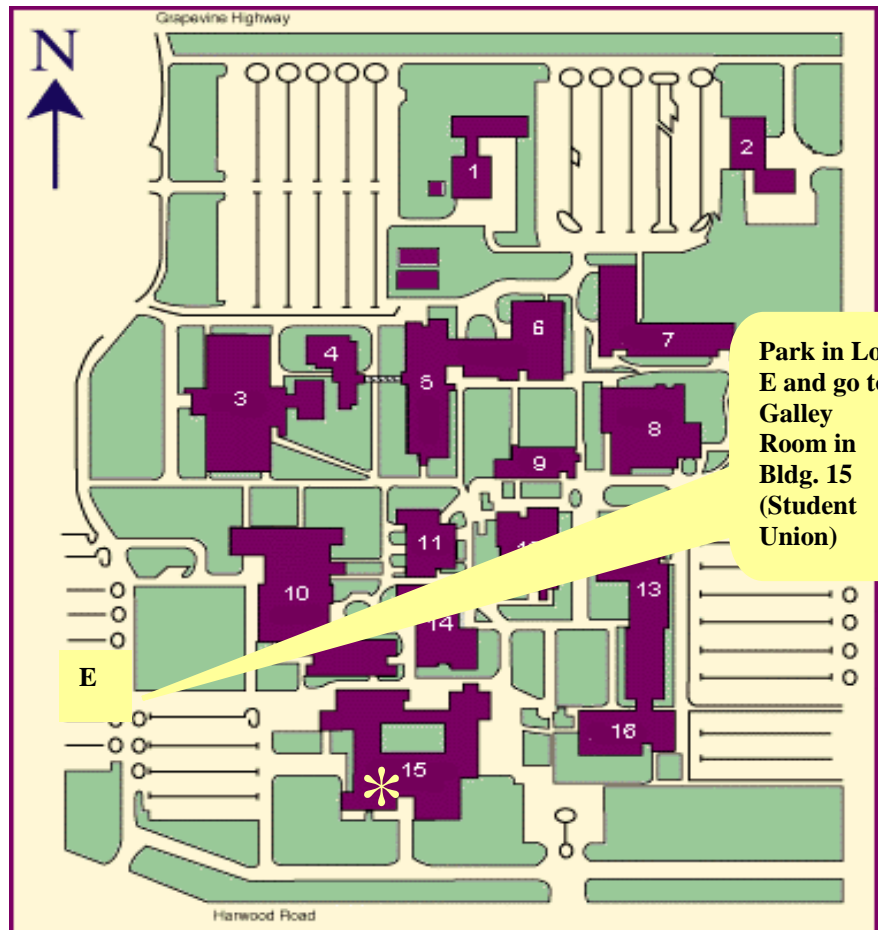 Grapevine Highway
N
1
2
6
7
4
5
3
8
9
Park in Lo
E and go to
Galley
Room in
Bldg. 15
(Student
Union)
11
10
13
14
E
16
15
Harwood Road